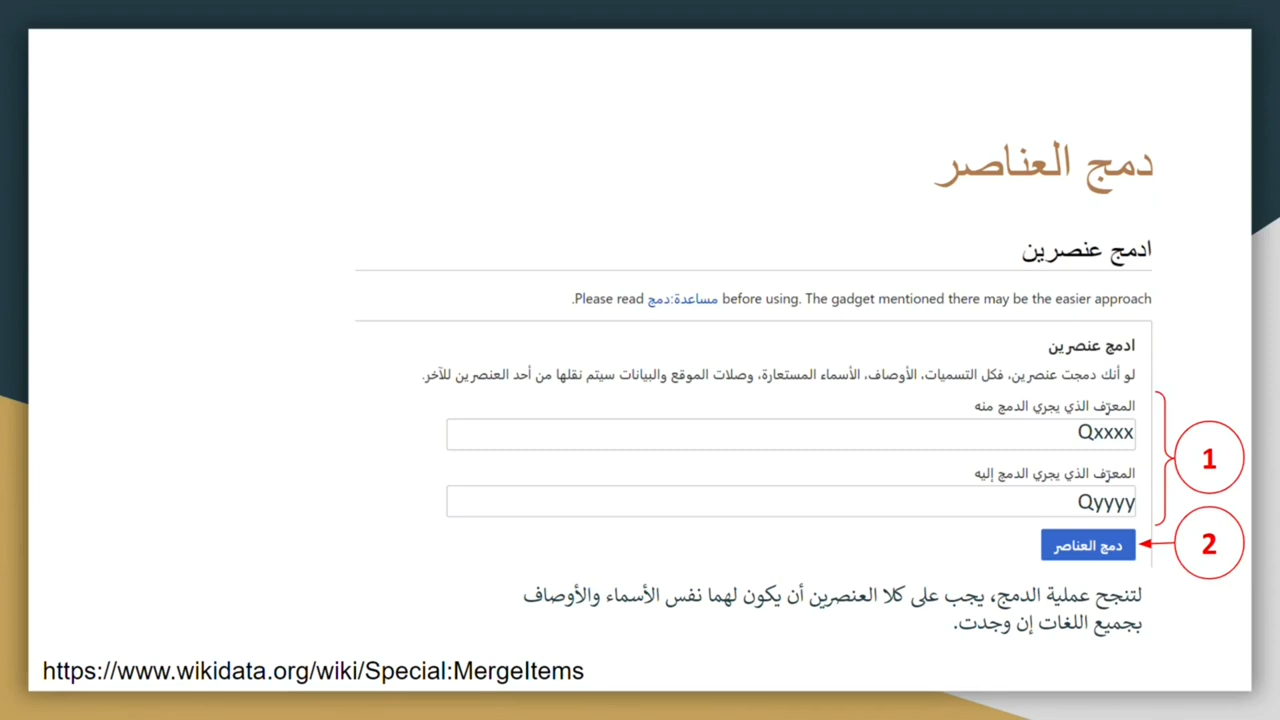 دمج العناصر
ادمج عنصرين
Please read مساعدة:دمج before using. The gadget mentioned there may be the easier approach.
ادمج عنصرين
لو أنك دمجت عنصرين، فكل التسميات، الأوصاف، الأسماء المستعارة، وصلات الموقع والبيانات سيتم نقلها من أحد العنصرين للآخر.
المعرّف الذي يجري الدمج منه
Qxxxx
1
المعرّف الذي يجري الدمج إليه
Qyyyy
دمج العناصر
2
لتنجح عملية الدمج، يجب على كلا العنصرين أن يكون لهما نفس الأسماء والأوصاف
بجميع اللغات إن وجدت.
https://www.wikidata.org/wiki/Special:MergeItems